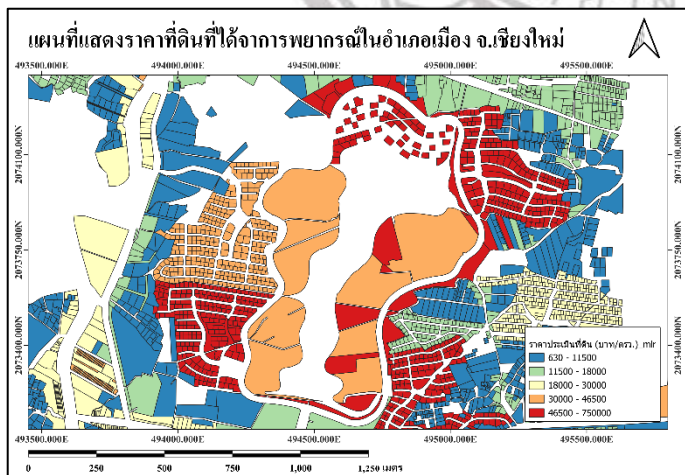 แผนที่แสดงราคาที่ดินที่ได้จาการพยากรณ์ในอำเภอเมือง จ.เชียงใหม่
493500.000E 494000.000E 494500.000E 495000.000E 495500.000E
2074100.000N 2074100.000N
2073750.000N 2073750.000N
2073400.000N 2073400.000N
ราคาประเมินที่ดิน (บาท/ตรว.) mlr
630 - 11500
11500 - 18000
18000 - 30000
30000 - 46500
46500 - 750000
493500.000E 494000.000E 494500.000E 495000.000E 495500.000E
0 250 500 750 1,000 1,250 เมตร